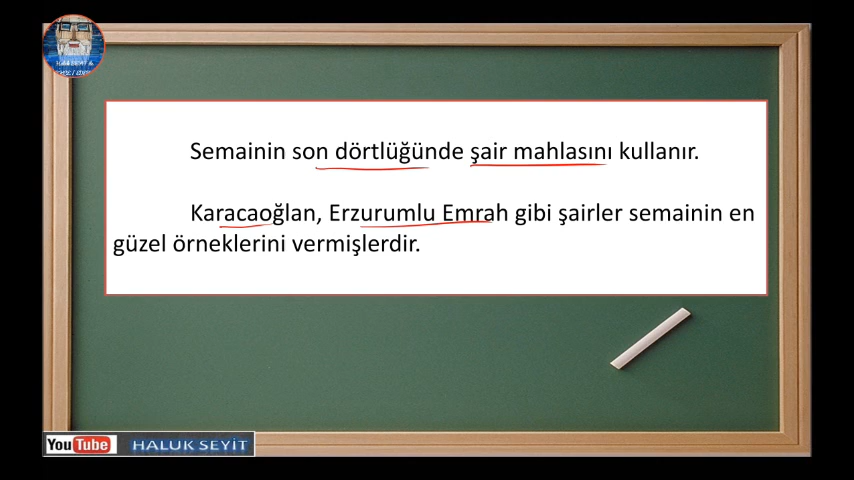 Semainin son dörtlüğünde şair mahlasını kullanır.
Karacaoğlan, Erzurumlu Emrah gibi şairler semainin en
güzel örneklerini vermişlerdir.
YouTube HALUK SEYİT